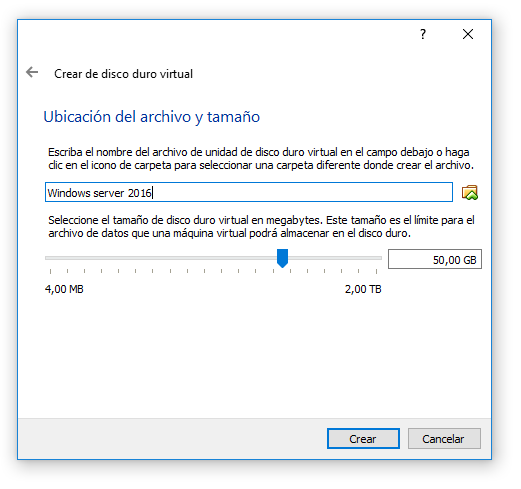 ?
Crear de disco duro virtual
Ubicación del archivo y tamaño
Escriba el nombre del archivo de unidad de disco duro virtual en el campo debajo o haga
clic en el icono de carpeta para seleccionar una carpeta diferente donde crear el archivo.
Windows server 2016
Seleccione el tamaño de disco duro virtual en megabytes. Este tamaño es el límite para el
archivo de datos que una máquina virtual podrá almacenar en el disco duro.
50,00 GB
4,00 MB 2,00 TB
Crear Cancelar